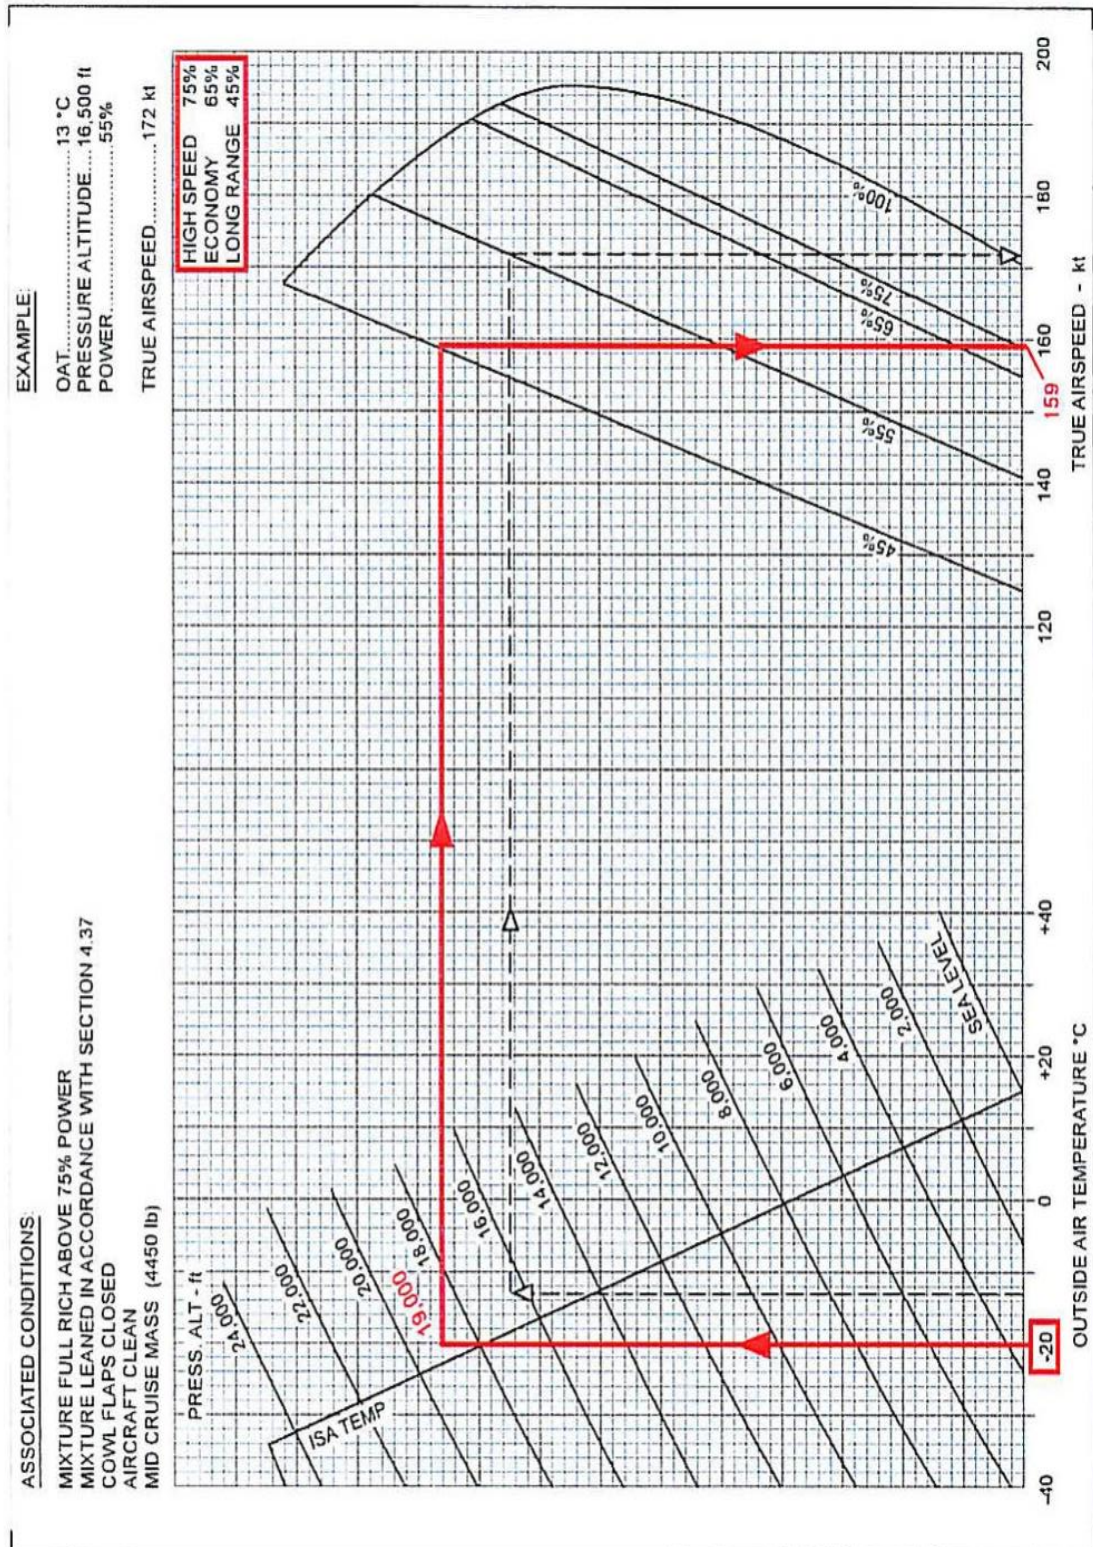 ASSOCIATED CONDITIONS:
MIXTURE FULL RICH ABOVE 75% POWER
MIXTURE LEANED IN ACCORDANCE WITH SECTION 4.37
COWL FLAPS CLOSED
AIRCRAFT CLEAN
MID CRUISE MASS (4450 lb)
EXAMPLE:
OAT.................... 13 °C
PRESSURE ALTITUDE... 16,500 ft
POWER.................... 55%
TRUE AIRSPEED.......... 172 kt
HIGH SPEED 75%
ECONOMY 65%
LONG RANGE 45%
PRESS. ALT - ft
24,000
22,000
20,000
19,000
18,000
16,000
14,000
12,000
10,000
8,000
6,000
4,000
2,000
SEA LEVEL
ISA TEMP
45%
55%
65%
75%
100%
159
-40 -20 0 +20 +40 120 140 160 180 200
OUTSIDE AIR TEMPERATURE °C
TRUE AIRSPEED - kt